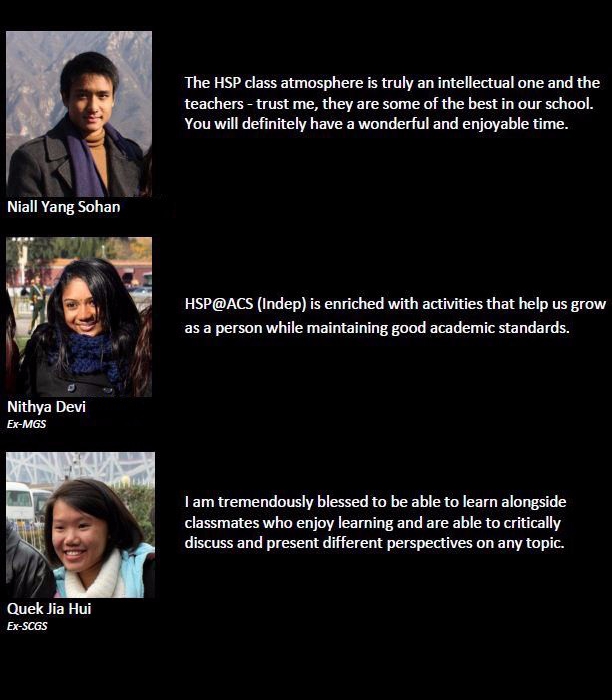 The HSP class atmosphere is truly an intellectual one and the
teachers - trust me, they are some of the best in our school.
You will definitely have a wonderful and enjoyable time.
Niall Yang Sohan
HSP@ACS (Indep) is enriched with activities that help us grow
as a person while maintaining good academic standards.
Nithya Devi
Ex-MGS
I am tremendously blessed to be able to learn alongside
classmates who enjoy learning and are able to critically
discuss and present different perspectives on any topic.
Quek Jia Hui
Ex-SCGS